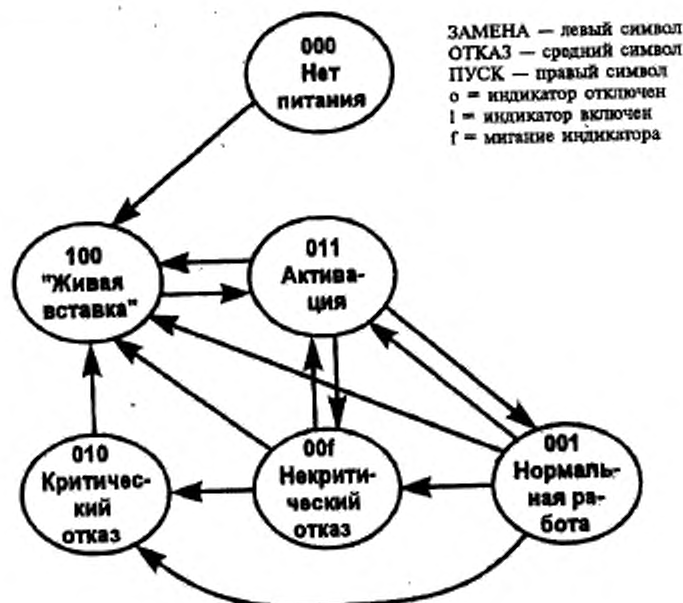 000
Нет
питания
ЗАМЕНА — левый символ
ОТКАЗ — средний символ
ПУСК — правый символ
о = индикатор отключен
1 = индикатор включен
f = мигание индикатора
100
"Живая
вставка"
011
Актива-
ция
010
Критичес-
кий
отказ
00f
Некрити-
ческий
отказ
001
Нормаль-
ная ра-
бота